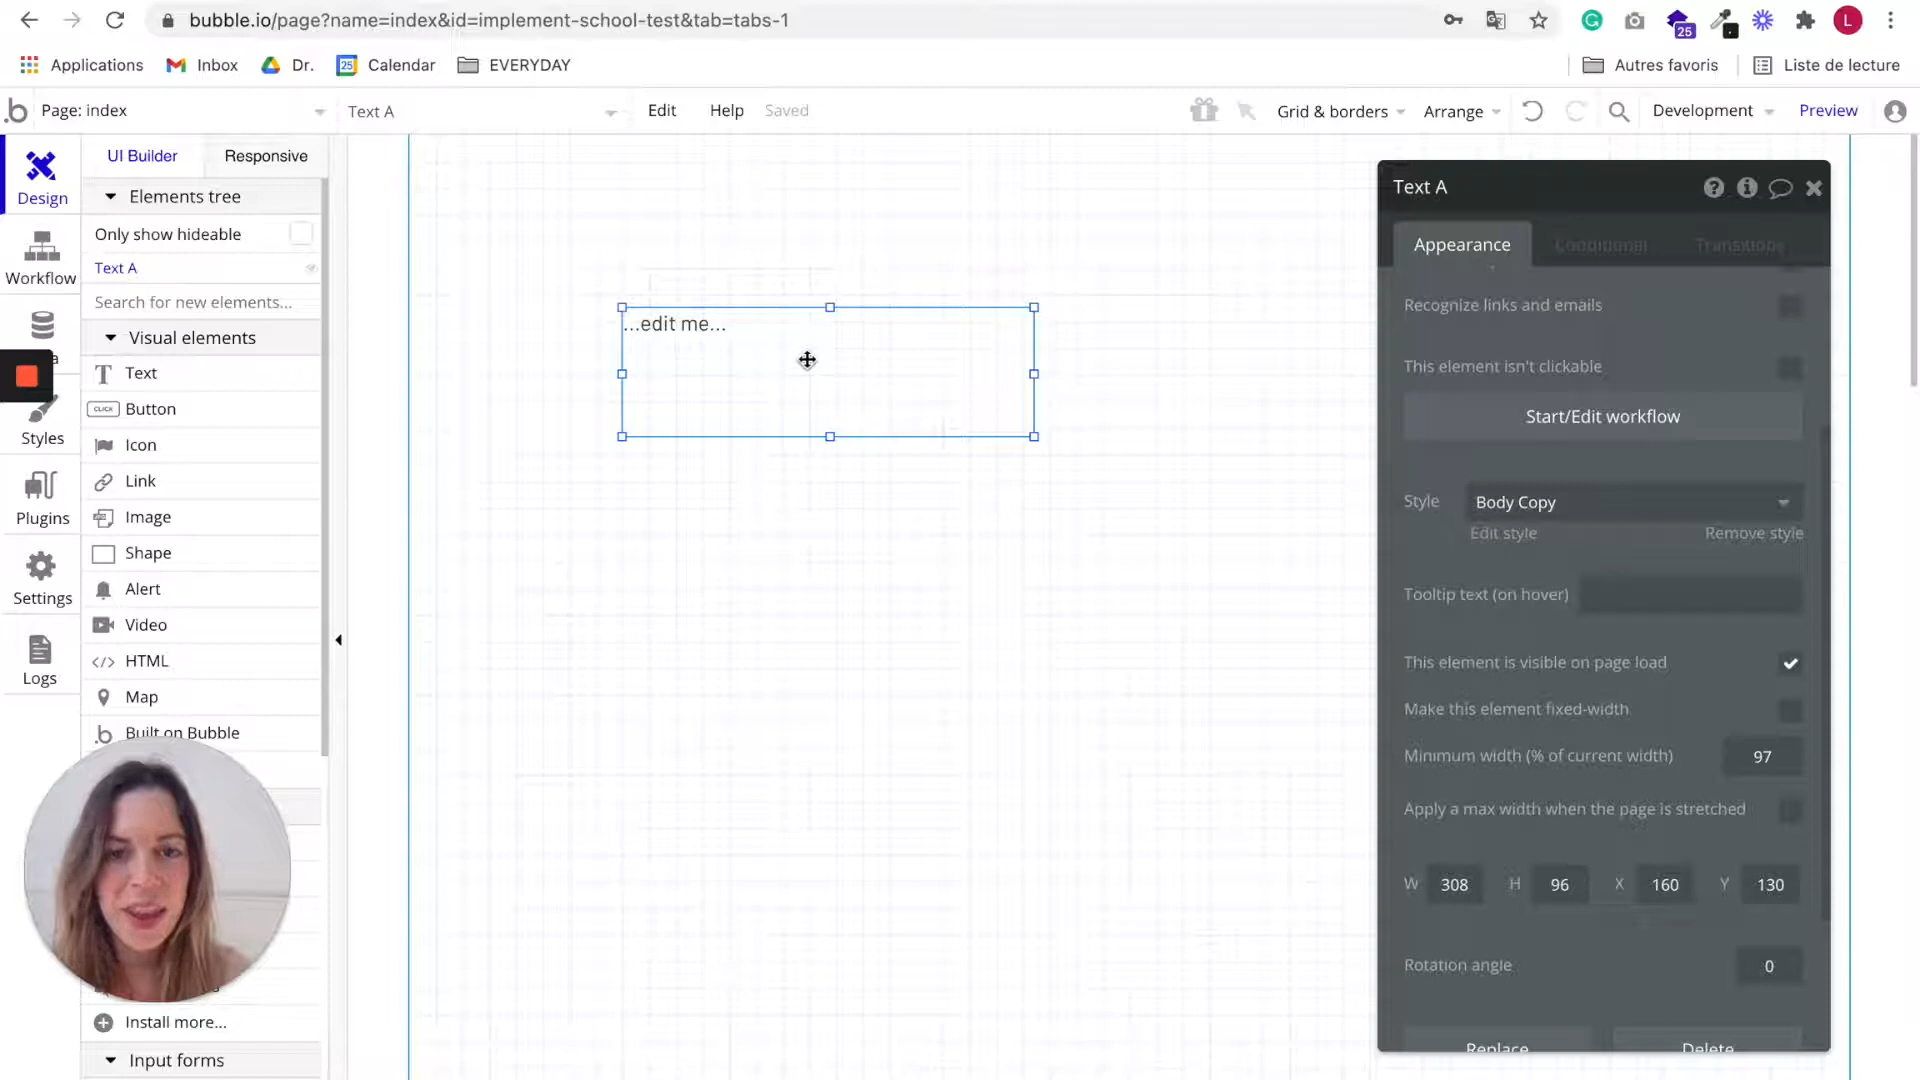 bubble.io/page?name=index&id=implement-school-test&tab=tabs-1
25
L
Applications
Inbox
Dr.
25
Calendar
EVERYDAY
Autres favoris
Liste de lecture
b
Page: index
Text A
Edit
Help
Saved
Grid & borders
Arrange
Development
Preview
Design
Workflow
a
Styles
Plugins
Settings
Logs
UI Builder
Responsive
Elements tree
Only show hideable
Text A
Search for new elements...
Visual elements
Text
CLICK
Button
Icon
Link
Image
Shape
Alert
Video
</>
HTML
Map
Built on Bubble
Install more...
Input forms
...edit me...
Text A
Appearance
Conditional
Transitions
Recognize links and emails
This element isn't clickable
Start/Edit workflow
Style
Body Copy
Edit style
Remove style
Tooltip text (on hover)
This element is visible on page load
Make this element fixed-width
Minimum width (% of current width)
97
Apply a max width when the page is stretched
W
308
H
96
X
160
Y
130
Rotation angle
0
Replace
Delete